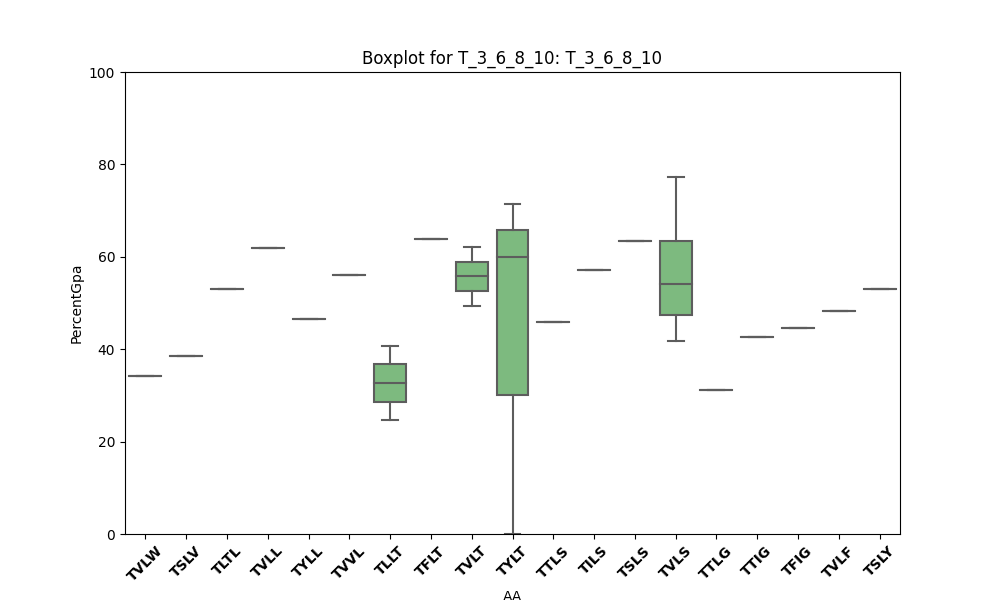 Boxplot for T_3_6_8_10: T_3_6_8_10
100
80
60
40
20
0
PercentGpa
TVLW
TSLV
TLTL
TVLL
TYLL
TVVL
TLLT
TFLT
TVLT
TYLT
TTLS
TILS
TSLS
TVLS
TTLG
TTIG
TFIG
TVLF
TSLY
AA